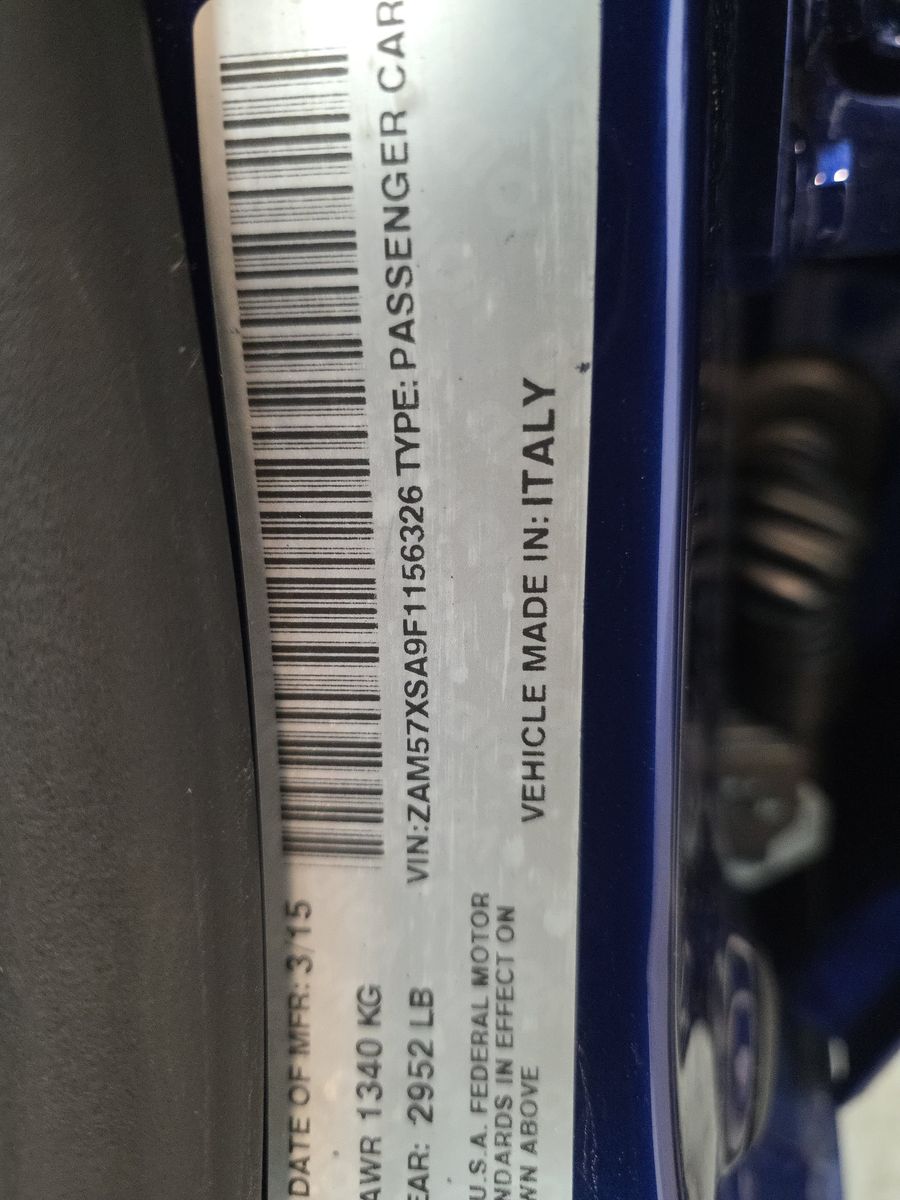 DATE OF MFR: 3/15
AWR 1340 KG
EAR: 2952 LB
VIN:ZAM57XSA9F1156326 TYPE: PASSENGER CAR
U.S.A. FEDERAL MOTOR
NDARDS IN EFFECT ON
WN ABOVE
VEHICLE MADE IN: ITALY